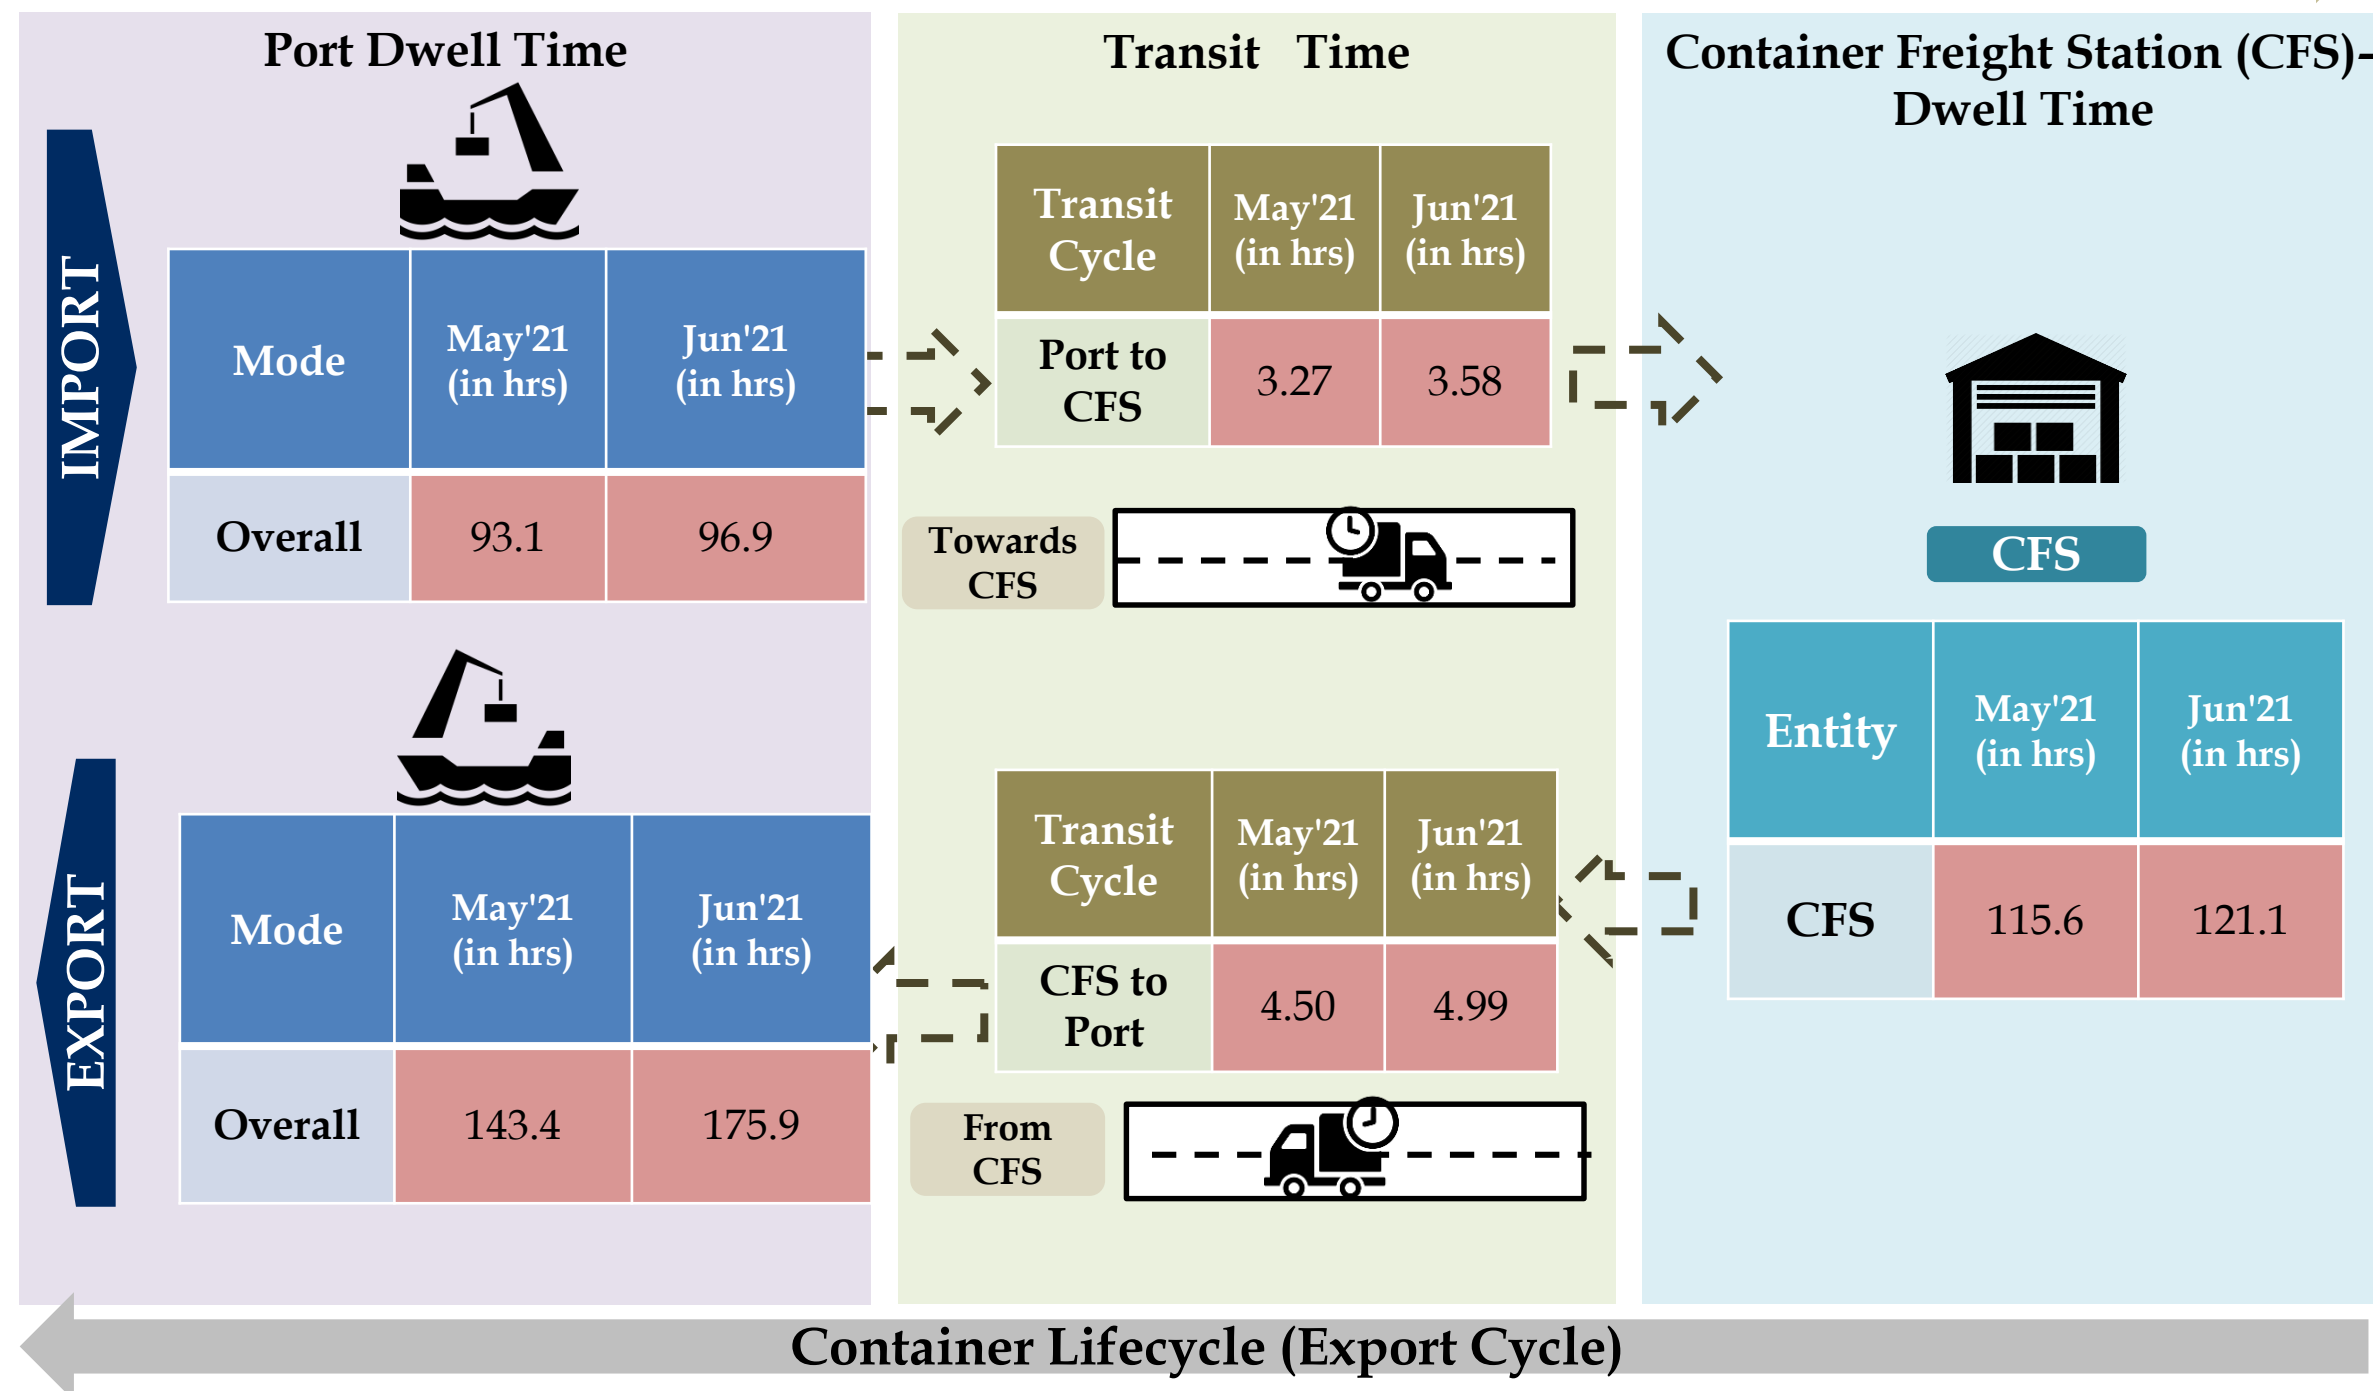 Port Dwell Time
IMPORT
Mode May'21 (in hrs) Jun'21 (in hrs)
Overall 93.1 96.9
EXPORT
Mode May'21 (in hrs) Jun'21 (in hrs)
Overall 143.4 175.9
Transit Time
Transit Cycle May'21 (in hrs) Jun'21 (in hrs)
Port to CFS 3.27 3.58
Towards
CFS
Transit Cycle May'21 (in hrs) Jun'21 (in hrs)
CFS to Port 4.50 4.99
From
CFS
Container Freight Station (CFS)-
Dwell Time
CFS
Entity May'21 (in hrs) Jun'21 (in hrs)
CFS 115.6 121.1
Container Lifecycle (Export Cycle)